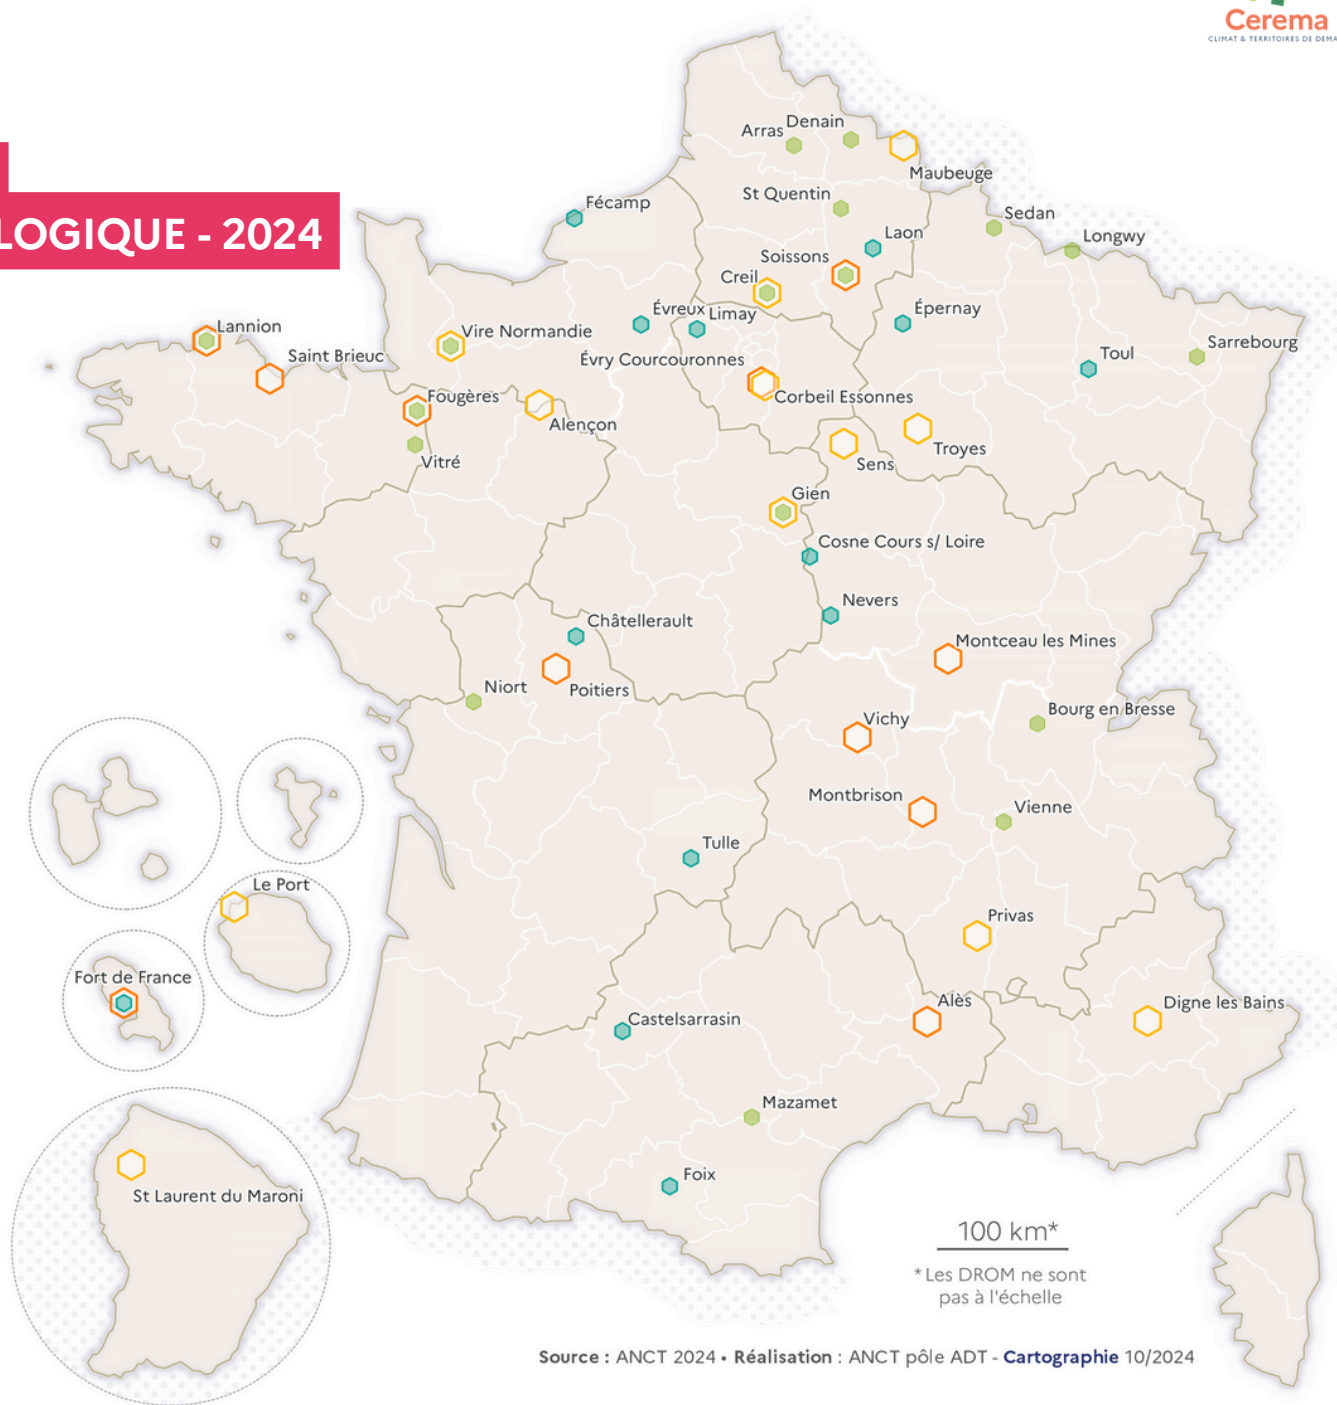 Cerema
CLIMAT & TERRITOIRES DE DEMA
LOGIQUE - 2024
Arras
Denain
Maubeuge
St Quentin
Fécamp
Sedan
Laon
Longwy
Soissons
Creil
Évreux
Limay
Épernay
Lannion
Vire Normandie
Saint Brieuc
Évry Courcouronnes
Toul
Sarrebourg
Fougères
Corbeil Essonnes
Alençon
Troyes
Vitré
Sens
Gien
Cosne Cours s/ Loire
Nevers
Châtellerault
Montceau les Mines
Niort
Poitiers
Vichy
Bourg en Bresse
Montbrison
Vienne
Tulle
Le Port
Privas
Fort de France
Alès
Digne les Bains
Castelsarrasin
Mazamet
Foix
St Laurent du Maroni
100 km*
*Les DROM ne sont
pas à l'échelle
Source : ANCT 2024 • Réalisation : ANCT pôle ADT - Cartographie 10/2024